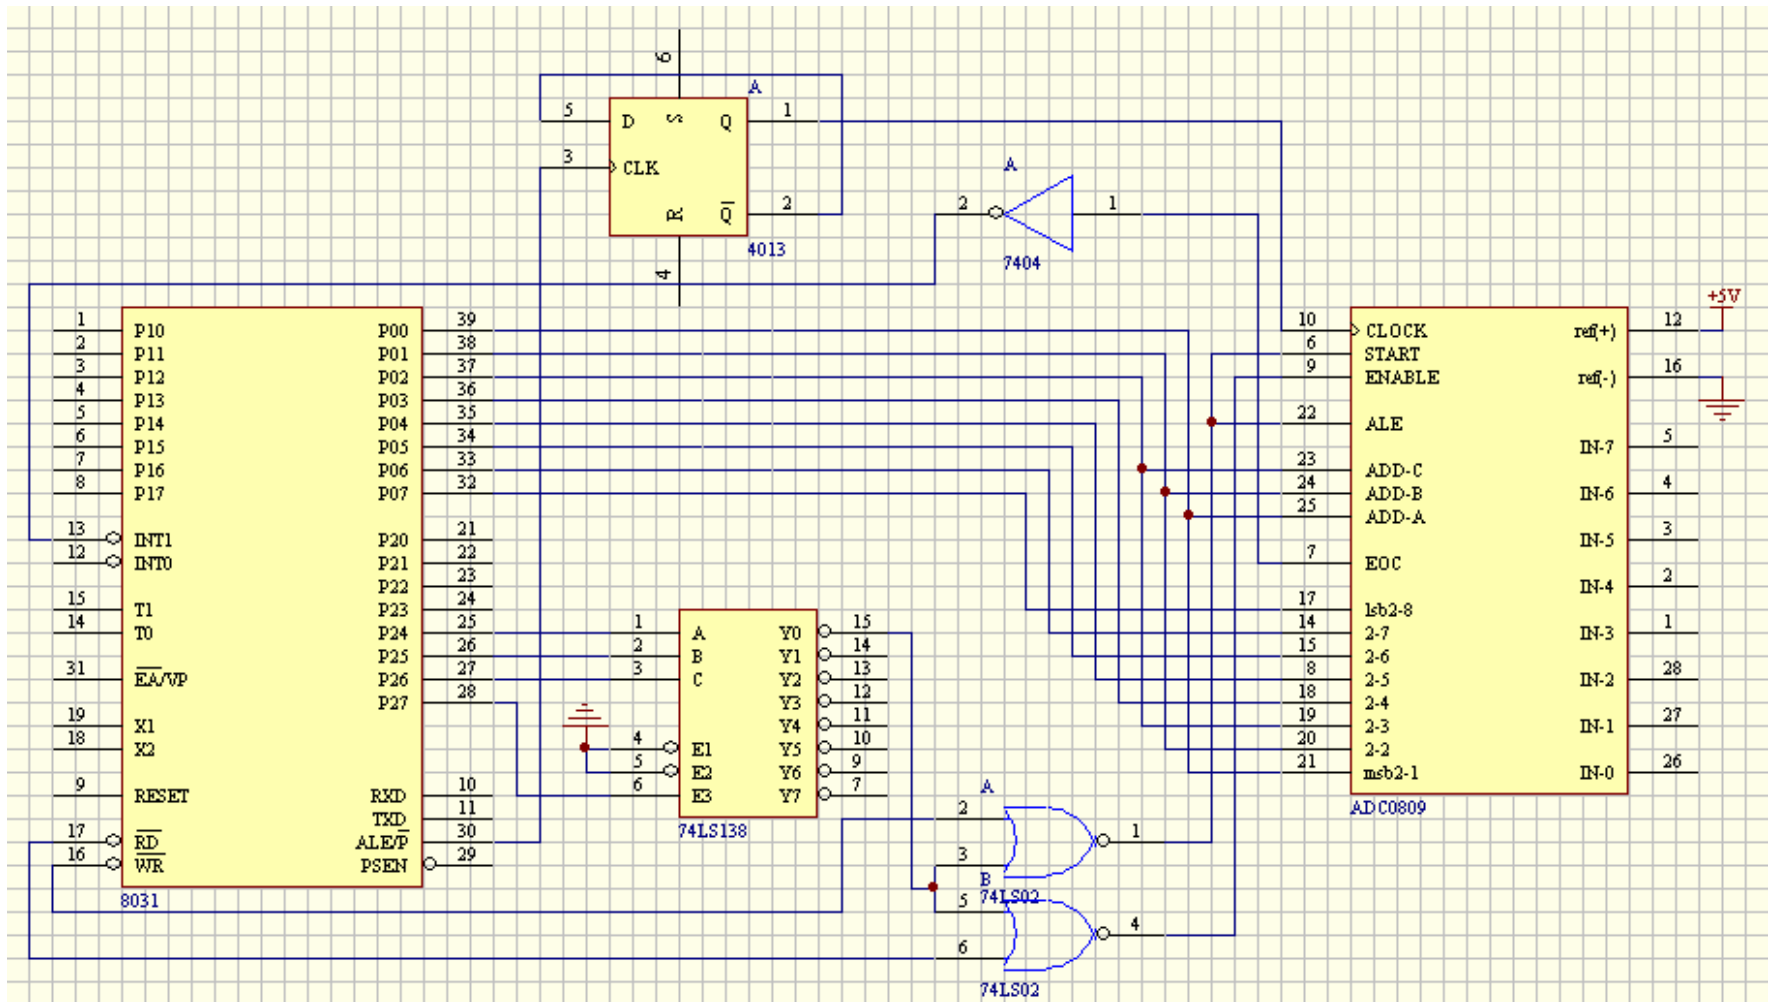 6
A
5 D S Q 1
3 CLK
R Q 2
4
4013
A
2 1
7404
1 P10 P00 39
2 P11 P01 38
3 P12 P02 37
4 P13 P03 36
5 P14 P04 35
6 P15 P05 34
7 P16 P06 33
8 P17 P07 32
13 INT1 P20 21
12 INT0 P21 22
P22 23
15 T1 P23 24
14 T0 P24 25
P25 26
31 EA/VP P26 27
P27 28
19 X1
18 X2
9 RESET RXD 10
TXD 11
17 RD ALE/P 30
16 WR PSEN 29
8031
1 A Y0 15
2 B Y1 14
3 C Y2 13
Y3 12
Y4 11
4 E1 Y5 10
5 E2 Y6 9
6 E3 Y7 7
74LS138
A
2 1
3
B
74LS02
5 4
6
74LS02
+5V
10 CLOCK ref(+) 12
6 START
9 ENABLE ref(-) 16
22 ALE
IN-7 5
23 ADD-C
24 ADD-B IN-6 4
25 ADD-A
IN-5 3
7 EOC
IN-4 2
17 lsb2-8
14 2-7 IN-3 1
15 2-6
8 2-5 IN-2 28
18 2-4
19 2-3 IN-1 27
20 2-2
21 msb2-1 IN-0 26
ADC0809